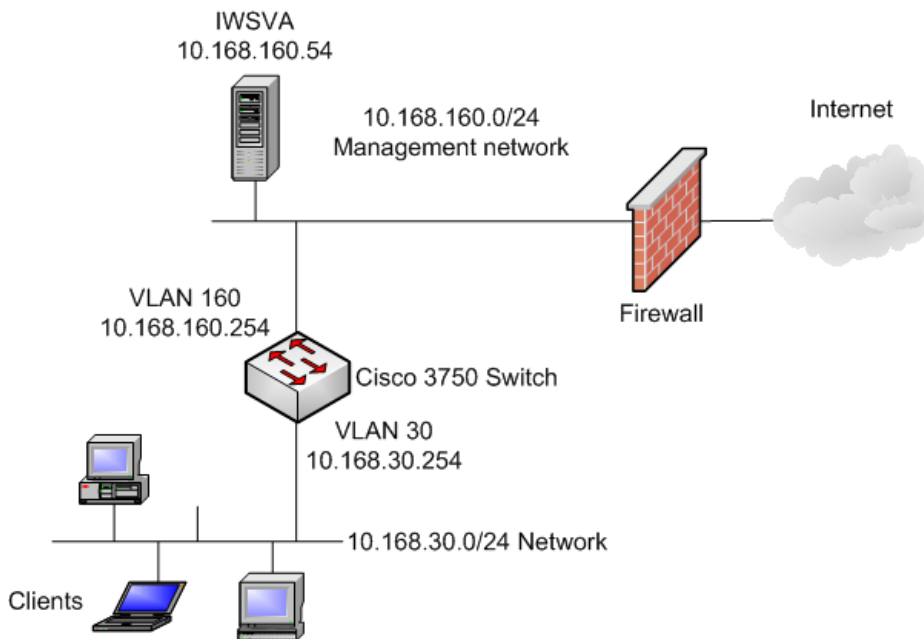 IWSVA
10.168.160.54
10.168.160.0/24
Management network
Internet
Firewall
VLAN 160
10.168.160.254
Cisco 3750 Switch
VLAN 30
10.168.30.254
10.168.30.0/24 Network
Clients